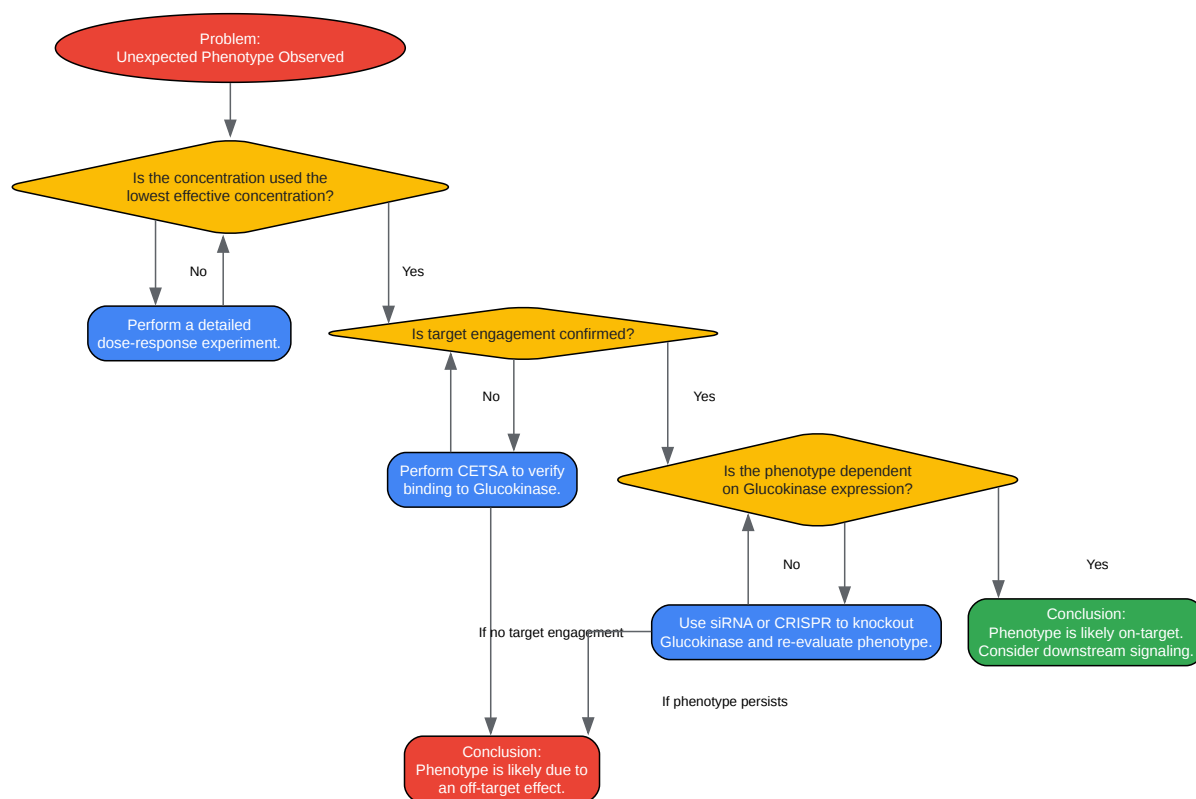 Problem:
Unexpected Phenotype Observed
Is the concentration used the
lowest effective concentration?
No
Yes
Perform a detailed
dose-response experiment.
Is target engagement confirmed?
No
Yes
Perform CETSA to verify
binding to Glucokinase.
Is the phenotype dependent
on Glucokinase expression?
No
Yes
Use siRNA or CRISPR to knockout
Glucokinase and re-evaluate phenotype.
Conclusion:
Phenotype is likely on-target.
Consider downstream signaling.
If no target engagement
If phenotype persists
Conclusion:
Phenotype is likely due to
an off-target effect.